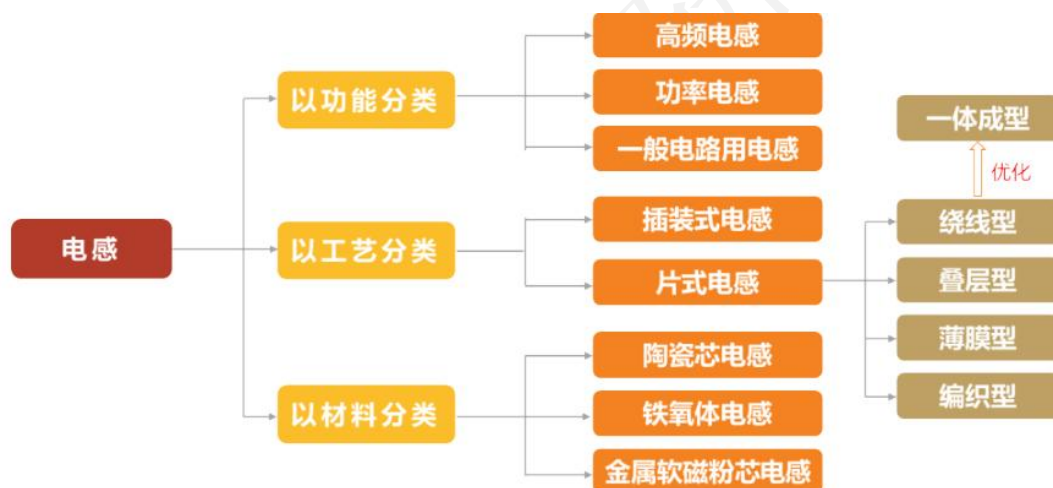 高频电感
以功能分类
功率电感
一般电路用电感
一体成型
优化
电感
以工艺分类
插装式电感
片式电感
绕线型
叠层型
薄膜型
编织型
以材料分类
陶瓷芯电感
铁氧体电感
金属软磁粉芯电感